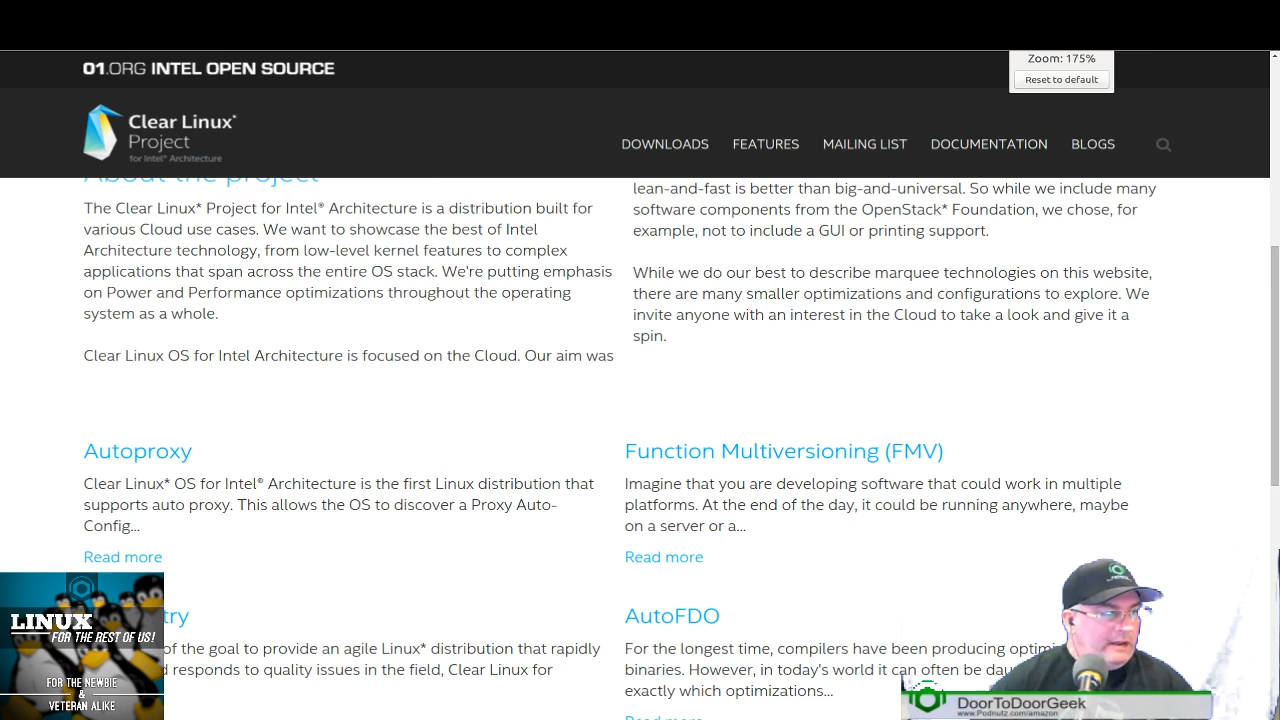 01.ORG INTEL OPEN SOURCE
Zoom: 175%
Reset to default
Clear Linux*
Project
for Intel® Architecture
DOWNLOADS
FEATURES
MAILING LIST
DOCUMENTATION
BLOGS
About the project
The Clear Linux* Project for Intel® Architecture is a distribution built for
various Cloud use cases. We want to showcase the best of Intel
Architecture technology, from low-level kernel features to complex
applications that span across the entire OS stack. We're putting emphasis
on Power and Performance optimizations throughout the operating
system as a whole.
Clear Linux OS for Intel Architecture is focused on the Cloud. Our aim was
lean-and-fast is better than big-and-universal. So while we include many
software components from the OpenStack* Foundation, we chose, for
example, not to include a GUI or printing support.
While we do our best to describe marquee technologies on this website,
there are many smaller optimizations and configurations to explore. We
invite anyone with an interest in the Cloud to take a look and give it a
spin.
Autoproxy
Clear Linux* OS for Intel® Architecture is the first Linux distribution that
supports auto proxy. This allows the OS to discover a Proxy Auto-
Config...
Read more
Function Multiversioning (FMV)
Imagine that you are developing software that could work in multiple
platforms. At the end of the day, it could be running anywhere, maybe
on a server or a...
Read more
try
of the goal to provide an agile Linux* distribution that rapidly
d responds to quality issues in the field, Clear Linux for
AutoFDO
For the longest time, compilers have been producing optimi
binaries. However, in today's world it can often be dau
exactly which optimizations...
LINUX
FOR THE REST OF US!
FOR THE NEWBIE
&
VETERAN ALIKE
DoorToDoorGeek
www.Podnutz.com/amazon